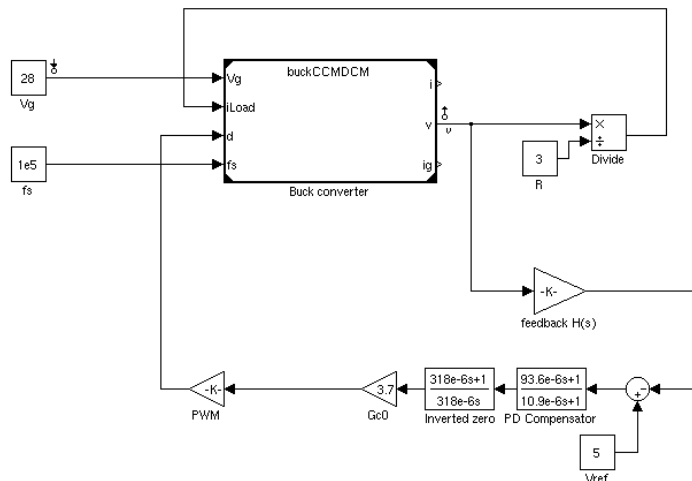 buckCCMDCM
28
Vg
Vg
iLoad
d
fs
i
v
ig
v
1e5
fs
Buck converter
×
÷
Divide
3
R
-K-
feedback H(s)
-K-
PWM
3.7
Gc0
318e-6s+1
318e-6s
Inverted zero
93.6e-6s+1
10.9e-6s+1
PD Compensator
−
+
5
Vref